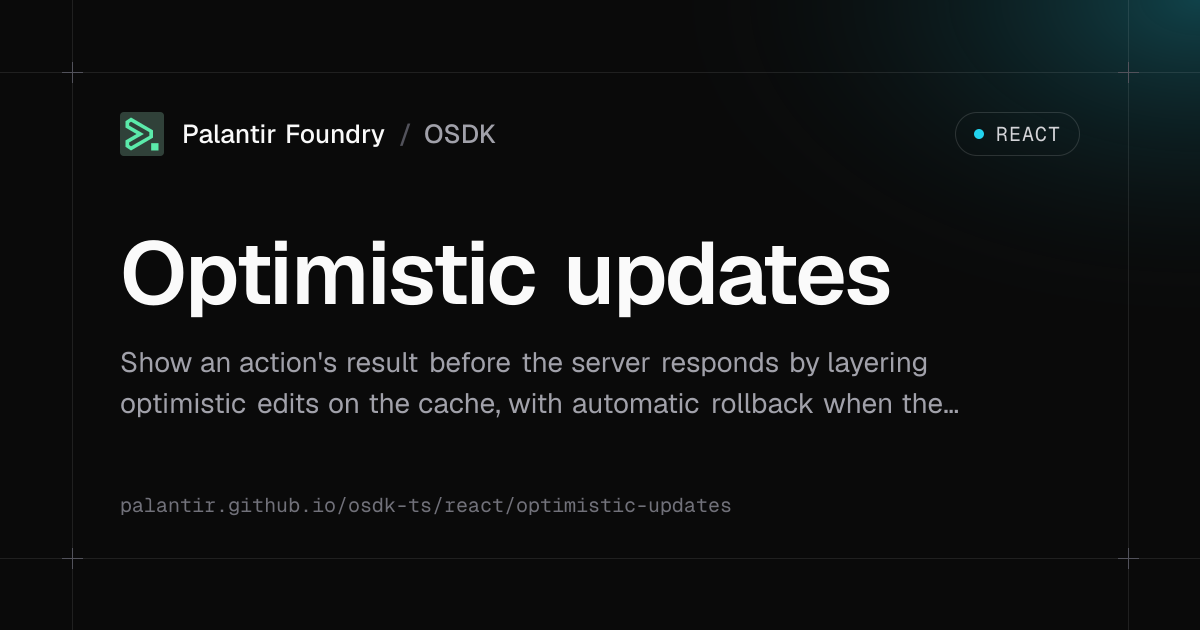 Palantir Foundry / OSDK
REACT
Optimistic updates
Show an action's result before the server responds by layering
optimistic edits on the cache, with automatic rollback when the…
palantir.github.io/osdk-ts/react/optimistic-updates